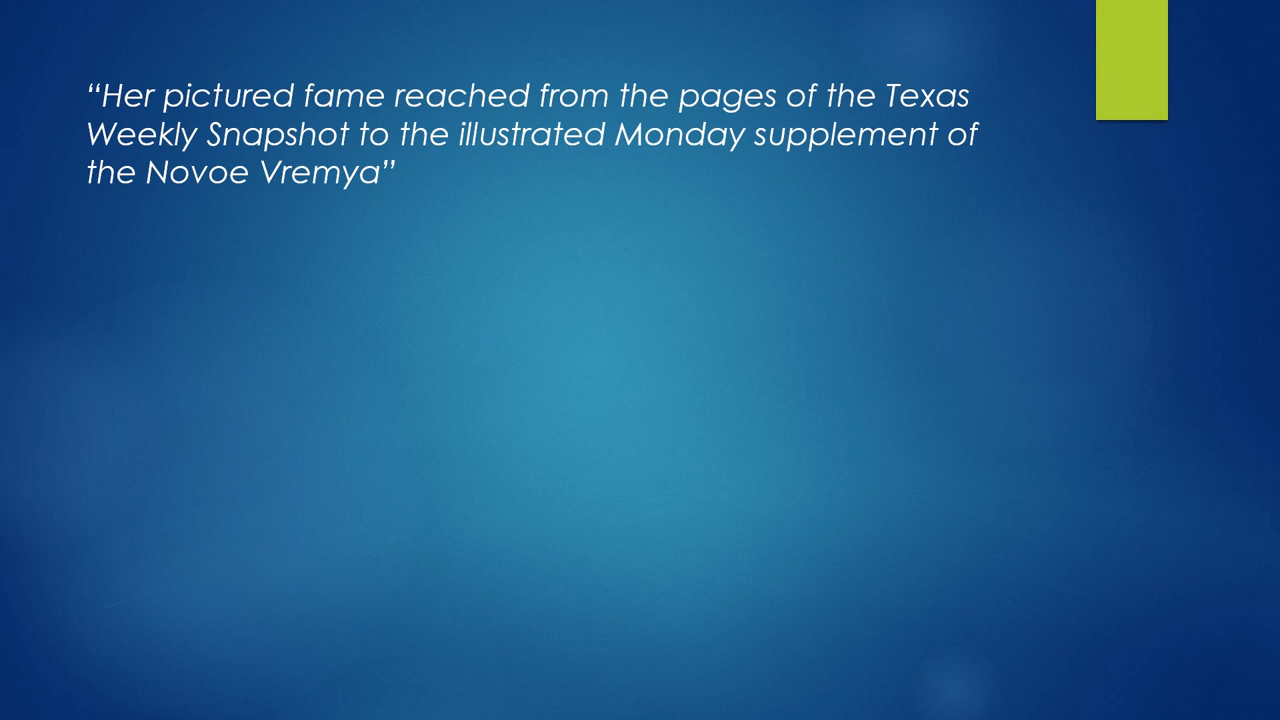 “Her pictured fame reached from the pages of the Texas
Weekly Snapshot to the illustrated Monday supplement of
the Novoe Vremya”